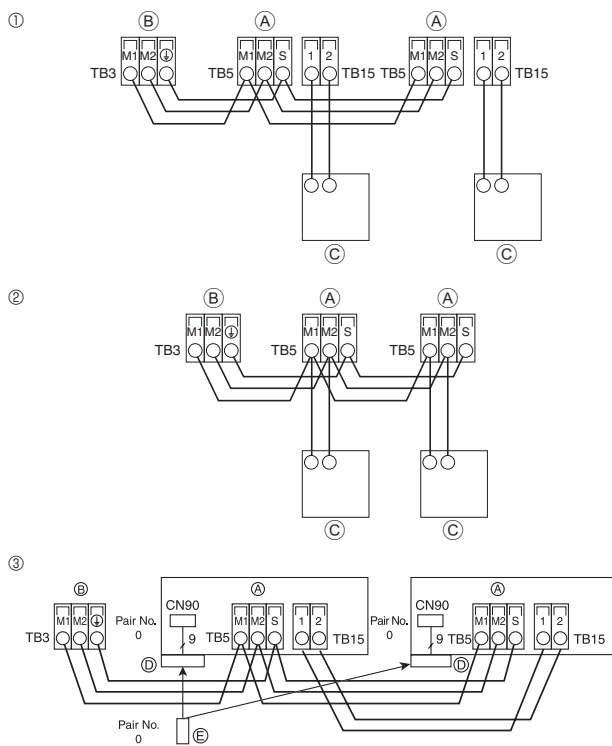 ①
Ⓑ Ⓐ Ⓐ
M1 M2 ⏚ M1 M2 S 1 2 M1 M2 S 1 2
TB3 TB5 TB15 TB5 TB15
Ⓒ Ⓒ
②
Ⓑ Ⓐ Ⓐ
M1 M2 ⏚ M1 M2 S M1 M2 S
TB3 TB5 TB5
Ⓒ Ⓒ
③
Ⓑ Ⓐ Ⓐ
CN90 CN90
M1 M2 ⏚ M1 M2 S 1 2 M1 M2 S 1 2
Pair No. Pair No.
0 0
TB3 9 TB5 TB15 9 TB5 TB15
Ⓓ Ⓓ
Pair No.
0
Ⓔ